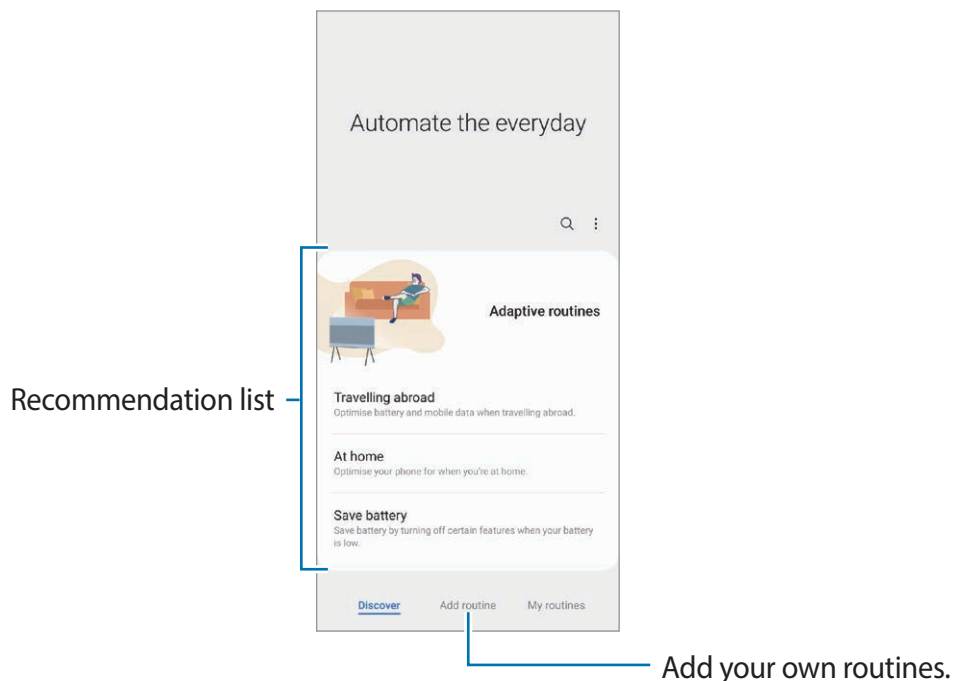 Automate the everyday
Adaptive routines
Recommendation list
Travelling abroad
Optimise battery and mobile data when travelling abroad.
At home
Optimise your phone for when you're at home.
Save battery
Save battery by turning off certain features when your battery
is low.
Discover Add routine My routines
Add your own routines.